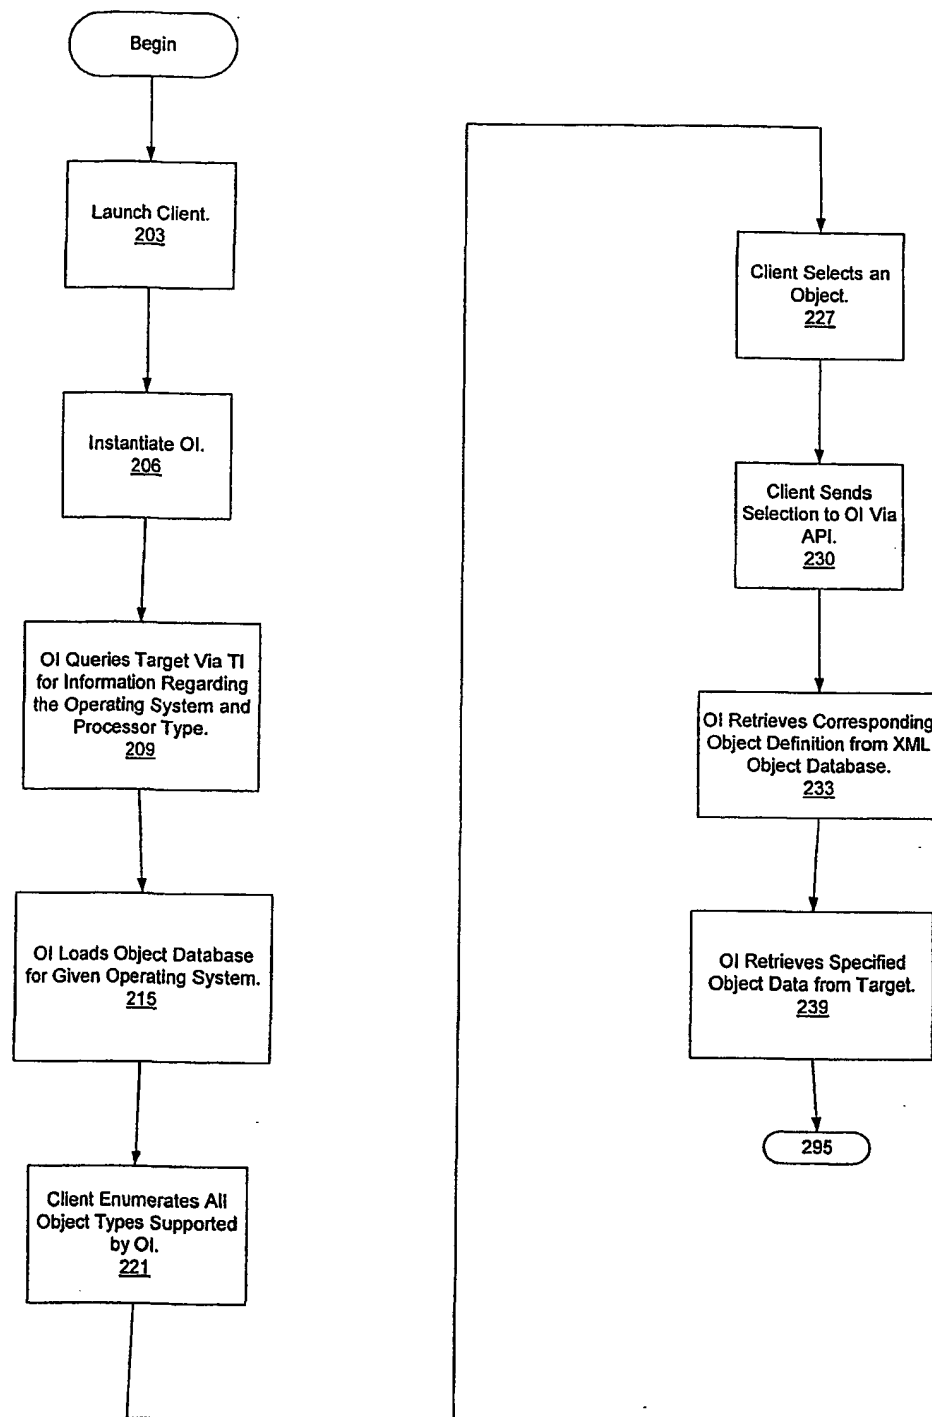 Begin
Launch Client.
203
Instantiate OI.
206
OI Queries Target Via TI
for Information Regarding
the Operating System and
Processor Type.
209
OI Loads Object Database
for Given Operating System.
215
Client Enumerates All
Object Types Supported
by OI.
221
Client Selects an
Object.
227
Client Sends
Selection to OI Via
API.
230
OI Retrieves Corresponding
Object Definition from XML
Object Database.
233
OI Retrieves Specified
Object Data from Target.
239
295